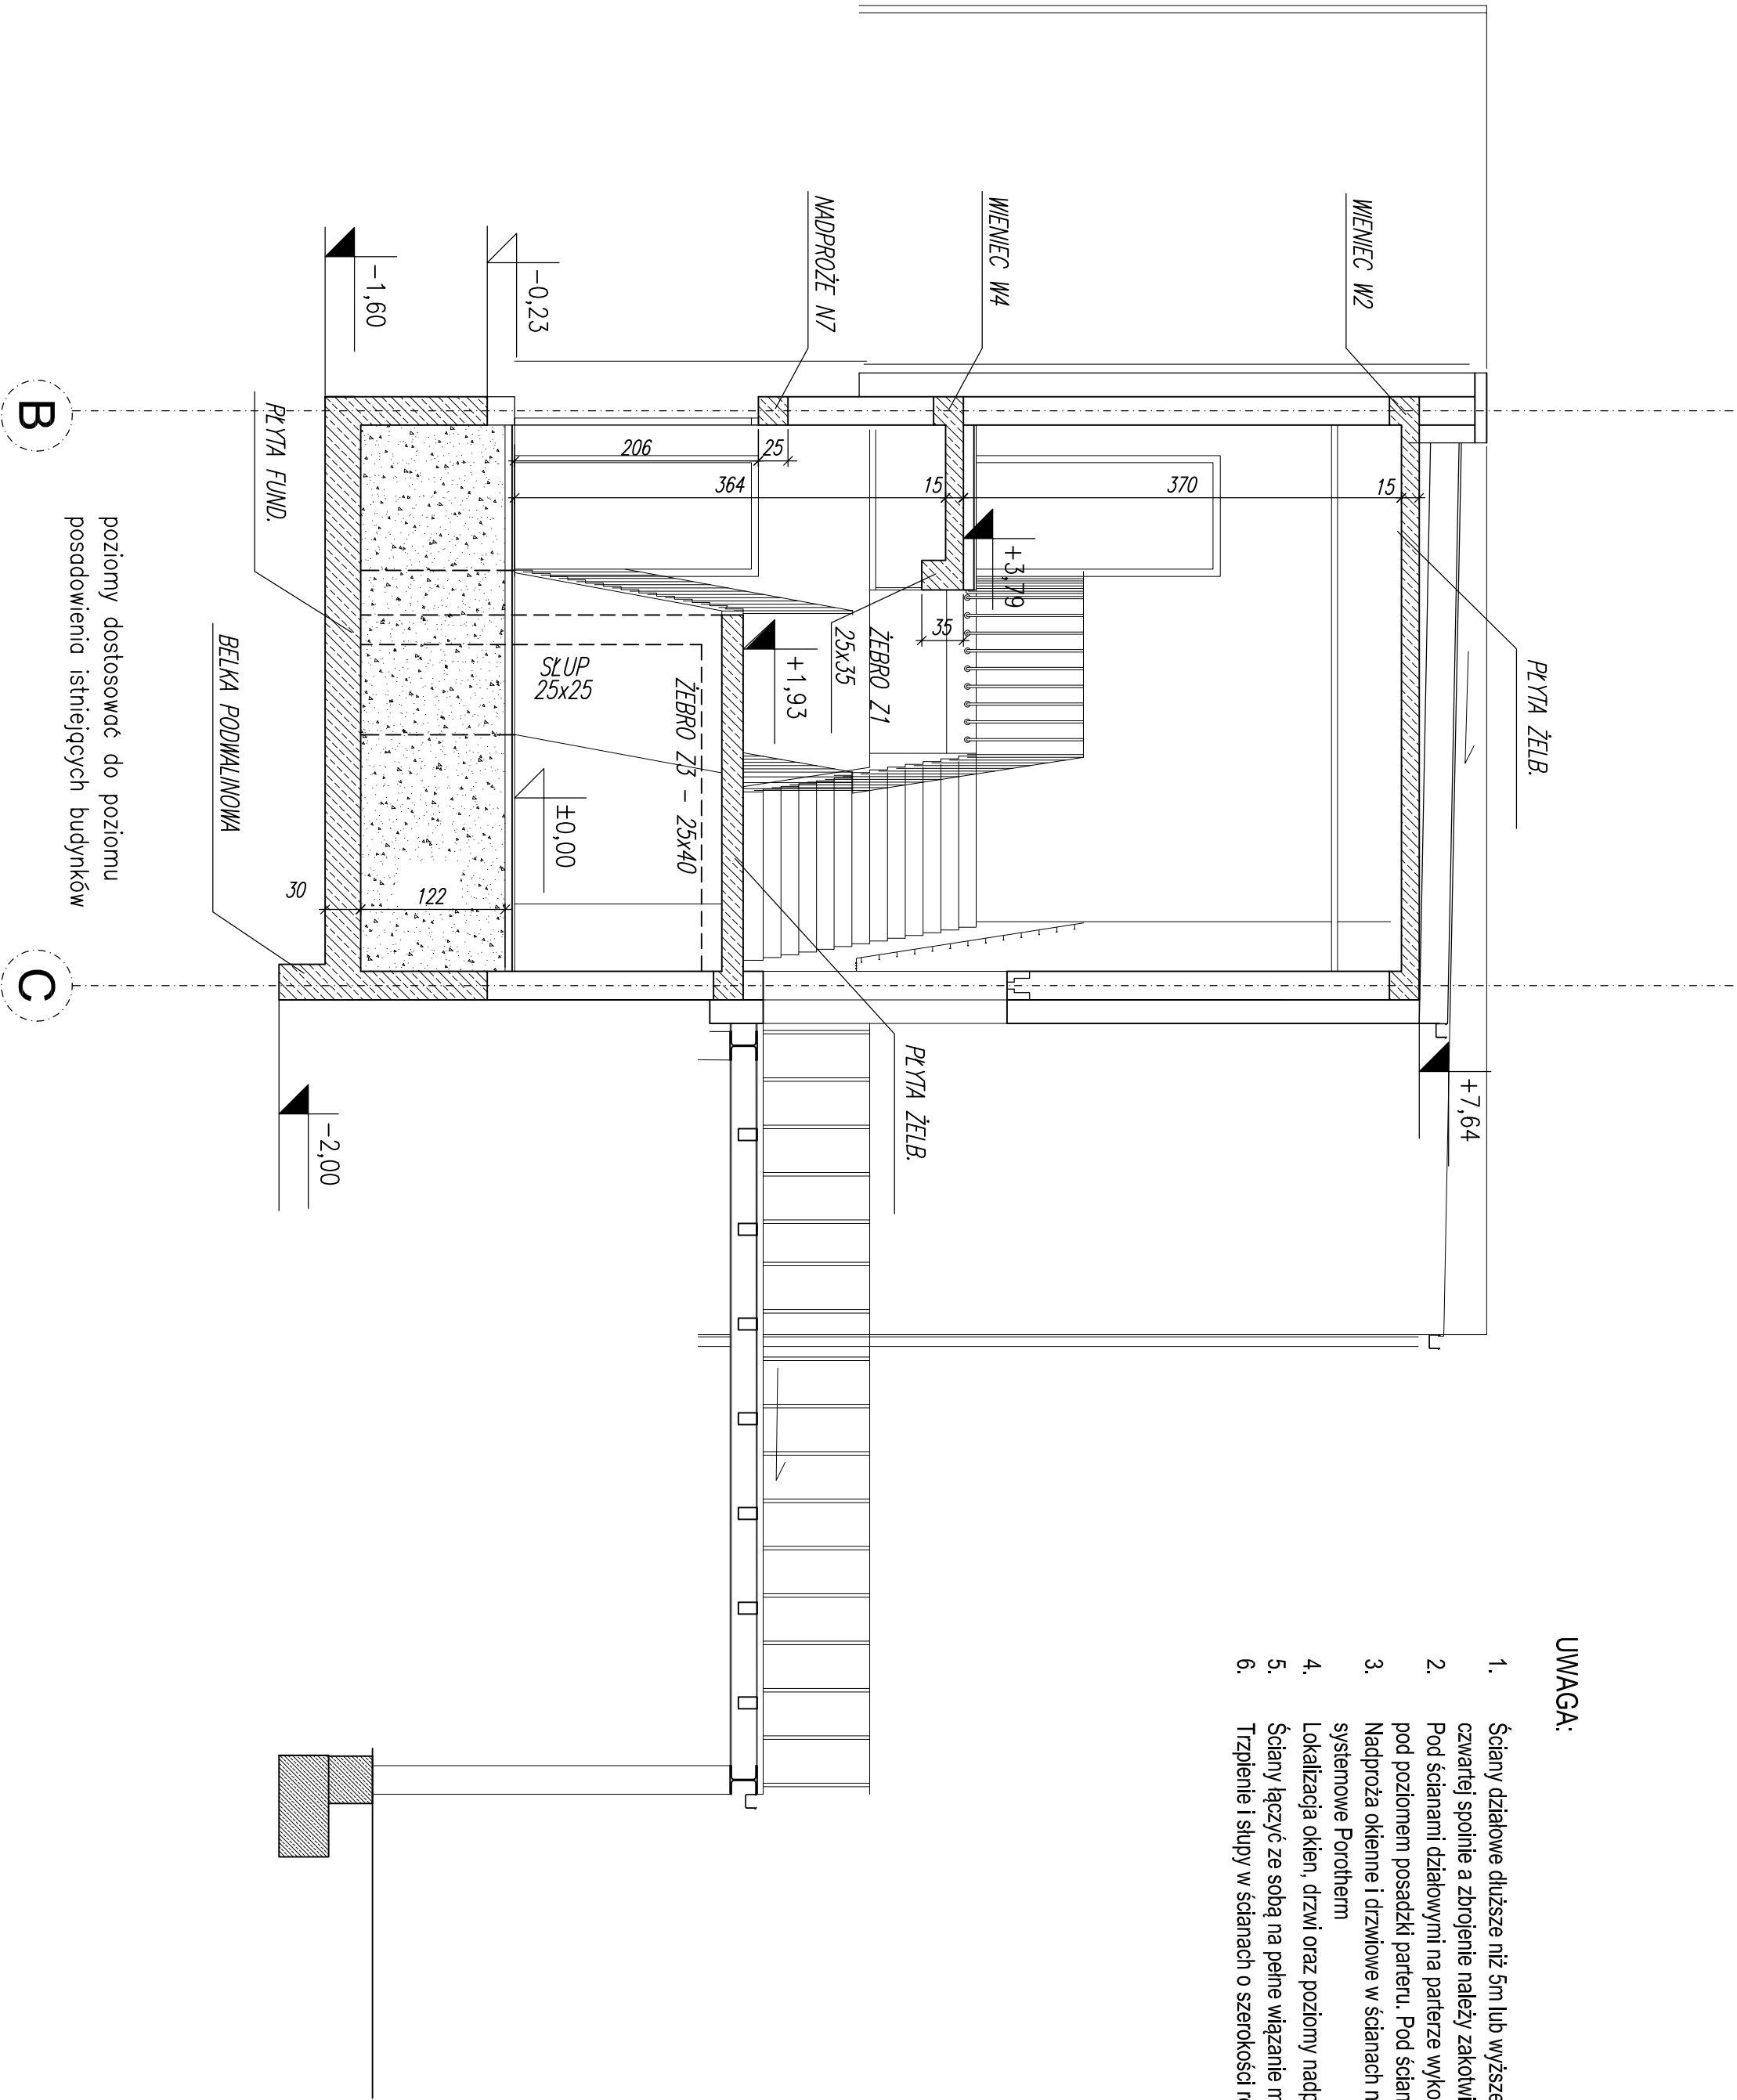 PŁYTA ŻELB.
+7,64
WIENIEC W2
15
370
+3,79
WIENIEC W4
15
35
364
ŻEBRO Z1
25x35
PŁYTA ŻELB.
NADPROŻE N7
25
206
+1,93
ŻEBRO Z3 - 25x40
SŁUP
25x25
±0,00
-0,23
-1,60
122
30
-2,00
PŁYTA FUND.
BELKA PODWALINOWA
poziomy dostosować do poziomu
posadowienia istniejących budynków
B
C
UWAGA:
1. Ściany działowe dłuższe niż 5m lub wyższe
czwartej spoinie a zbrojenie należy
2. Pod ścianami działowymi na parterze
pod poziomem posadzki parteru. Pod
3. Nadproża okienne i drzwiowe w ścianach
systemowe Porotherm
4. Lokalizacja okien, drzwi oraz poziomy
5. Ściany łączyć ze sobą na pełne wiązanie
6. Trzpienie i słupy w ścianach o szerokości